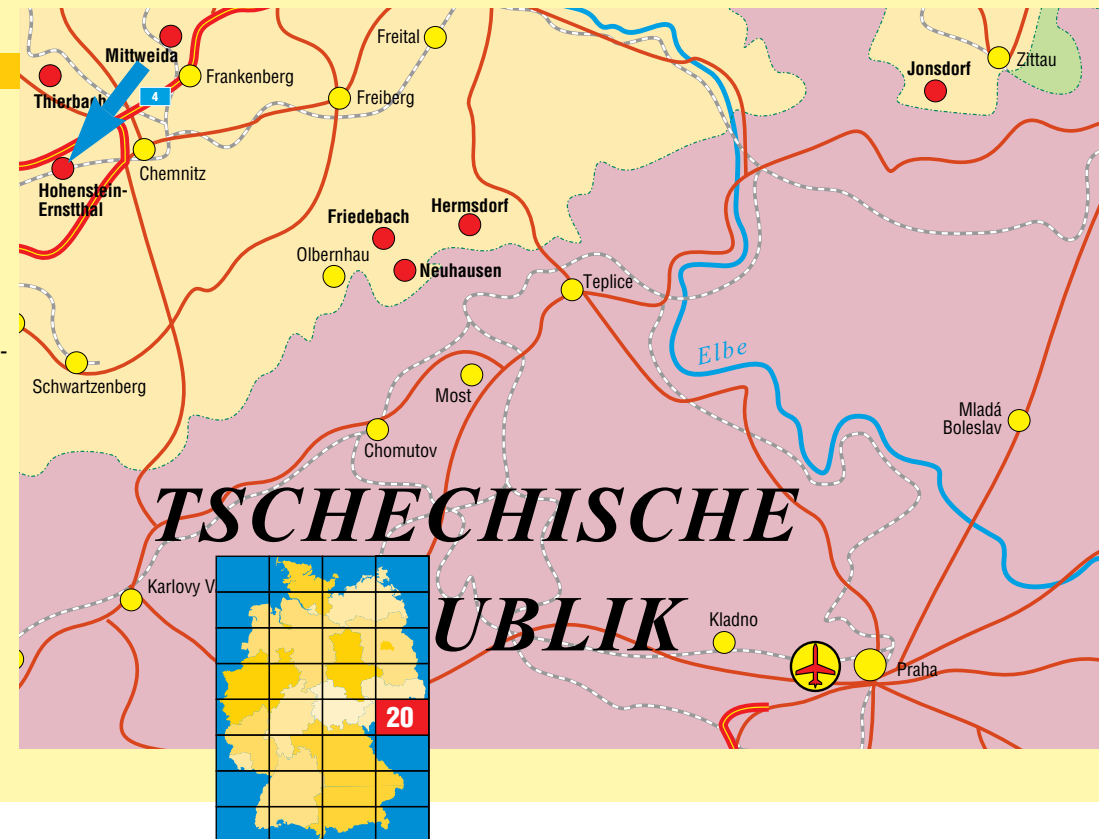 Freital
Mittweida
Frankenberg
Jonsdorf
Zittau
Thierbach
4
Freiberg
Chemnitz
Hohenstein-
Ernstthal
Friedebach
Hermsdorf
Olbernhau
Neuhausen
Teplice
Elbe
-
Schwartzenberg
Most
Mladá
Boleslav
Chomutov
TSCHECHISCHE
Karlovy V
UBLIK
Kladno
Praha
20